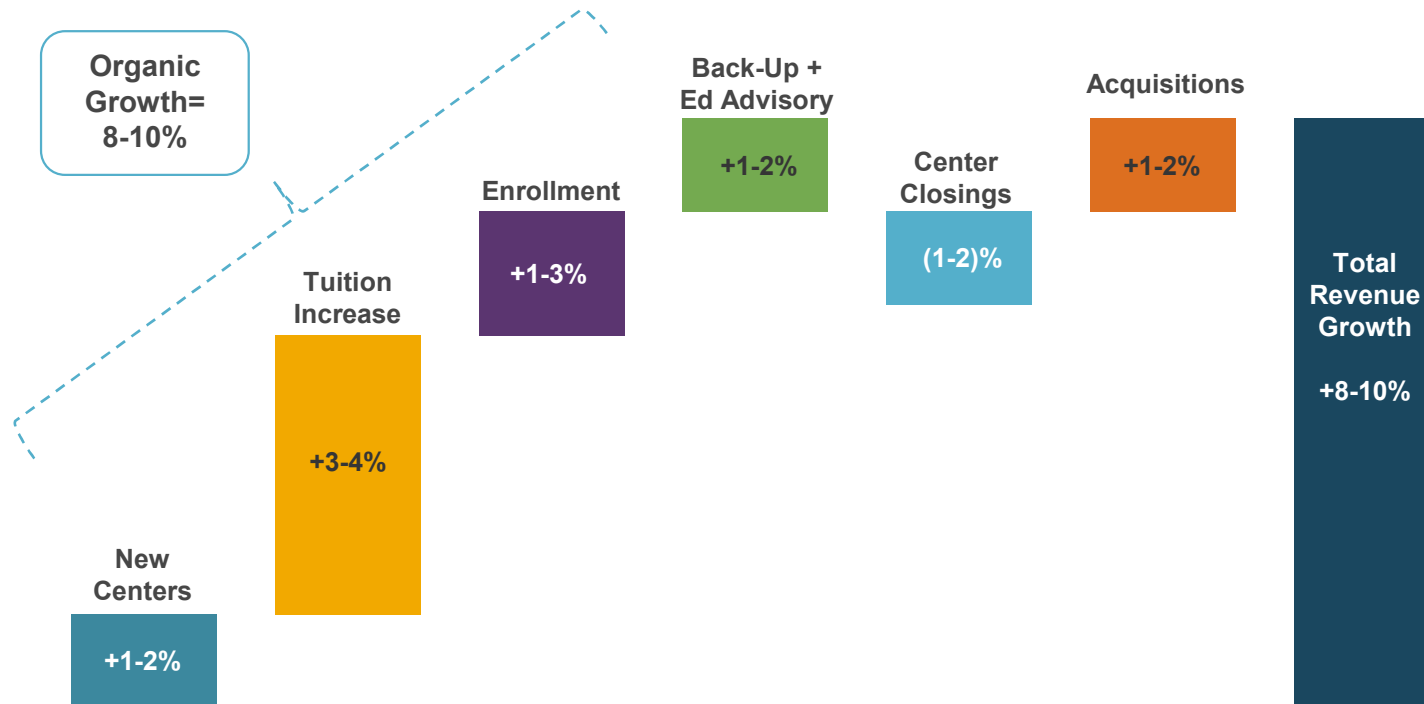 Organic
Growth=
8-10%
New
Centers
+1-2%
Tuition
Increase
+3-4%
Enrollment
+1-3%
Back-Up +
Ed Advisory
+1-2%
Center
Closings
(1-2)%
Acquisitions
+1-2%
Total
Revenue
Growth
+8-10%